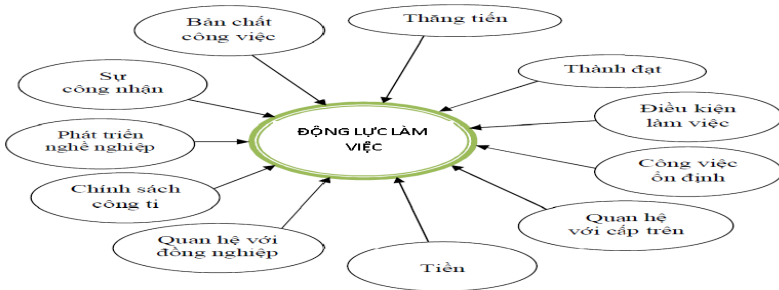 Bản chất
công việc
Thăng tiến
Sự
công nhận
Thành đạt
Phát triển
nghề nghiệp
ĐỘNG LỰC LÀM
VIỆC
Điều kiện
làm việc
Chính sách
công ti
Công việc
ổn định
Quan hệ với
đồng nghiệp
Tiền
Quan hệ
với cấp trên